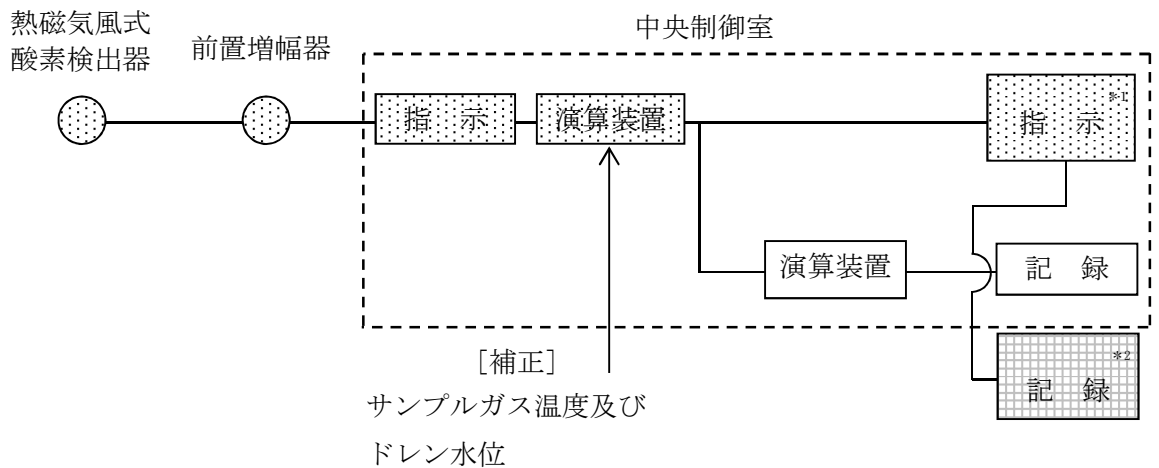 熱磁気風式
酸素検出器
前置増幅器
中央制御室
指 示
演算装置
*1
指 示
演算装置
記 録
*2
記 録
[補正]
サンプルガス温度及び
ドレン水位